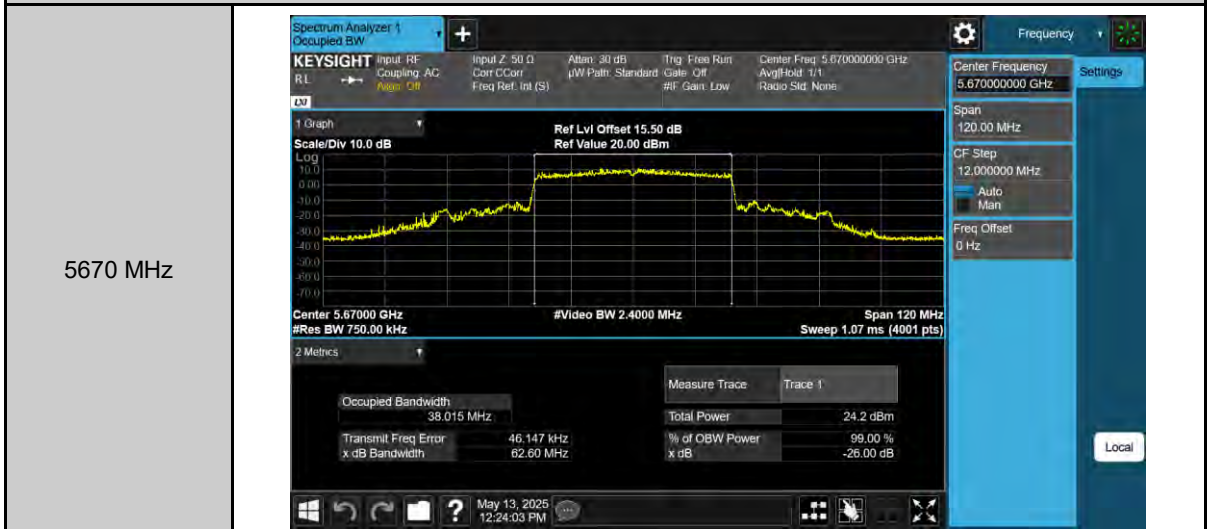 5670 MHz
Spectrum Analyzer 1
Occupied BW
+
Frequency
KEYSIGHT
RL
LXI
Input: RF
Coupling: AC
Align: Off
Input Z: 50 Ω
Corr CCorr
Freq Ref: Int (S)
Atten: 30 dB
µW Path: Standard
Trig: Free Run
Gate: Off
#IF Gain: Low
Center Freq: 5.670000000 GHz
Avg|Hold: 1/1
Radio Std: None
Center Frequency
5.670000000 GHz
Settings
Span
120.00 MHz
CF Step
12.000000 MHz
Auto
Man
Freq Offset
0 Hz
Local
1 Graph
Scale/Div 10.0 dB
Ref Lvl Offset 15.50 dB
Ref Value 20.00 dBm
Log
10.0
0.00
-10.0
-20.0
-30.0
-40.0
-50.0
-60.0
-70.0
Center 5.67000 GHz
#Video BW 2.4000 MHz
Span 120 MHz
#Res BW 750.00 kHz
Sweep 1.07 ms (4001 pts)
2 Metrics
Measure Trace Trace 1
Occupied Bandwidth
38.015 MHz
Total Power 24.2 dBm
Transmit Freq Error 46.147 kHz
% of OBW Power 99.00 %
x dB Bandwidth 62.60 MHz
x dB -26.00 dB
?
May 13, 2025
12:24:03 PM